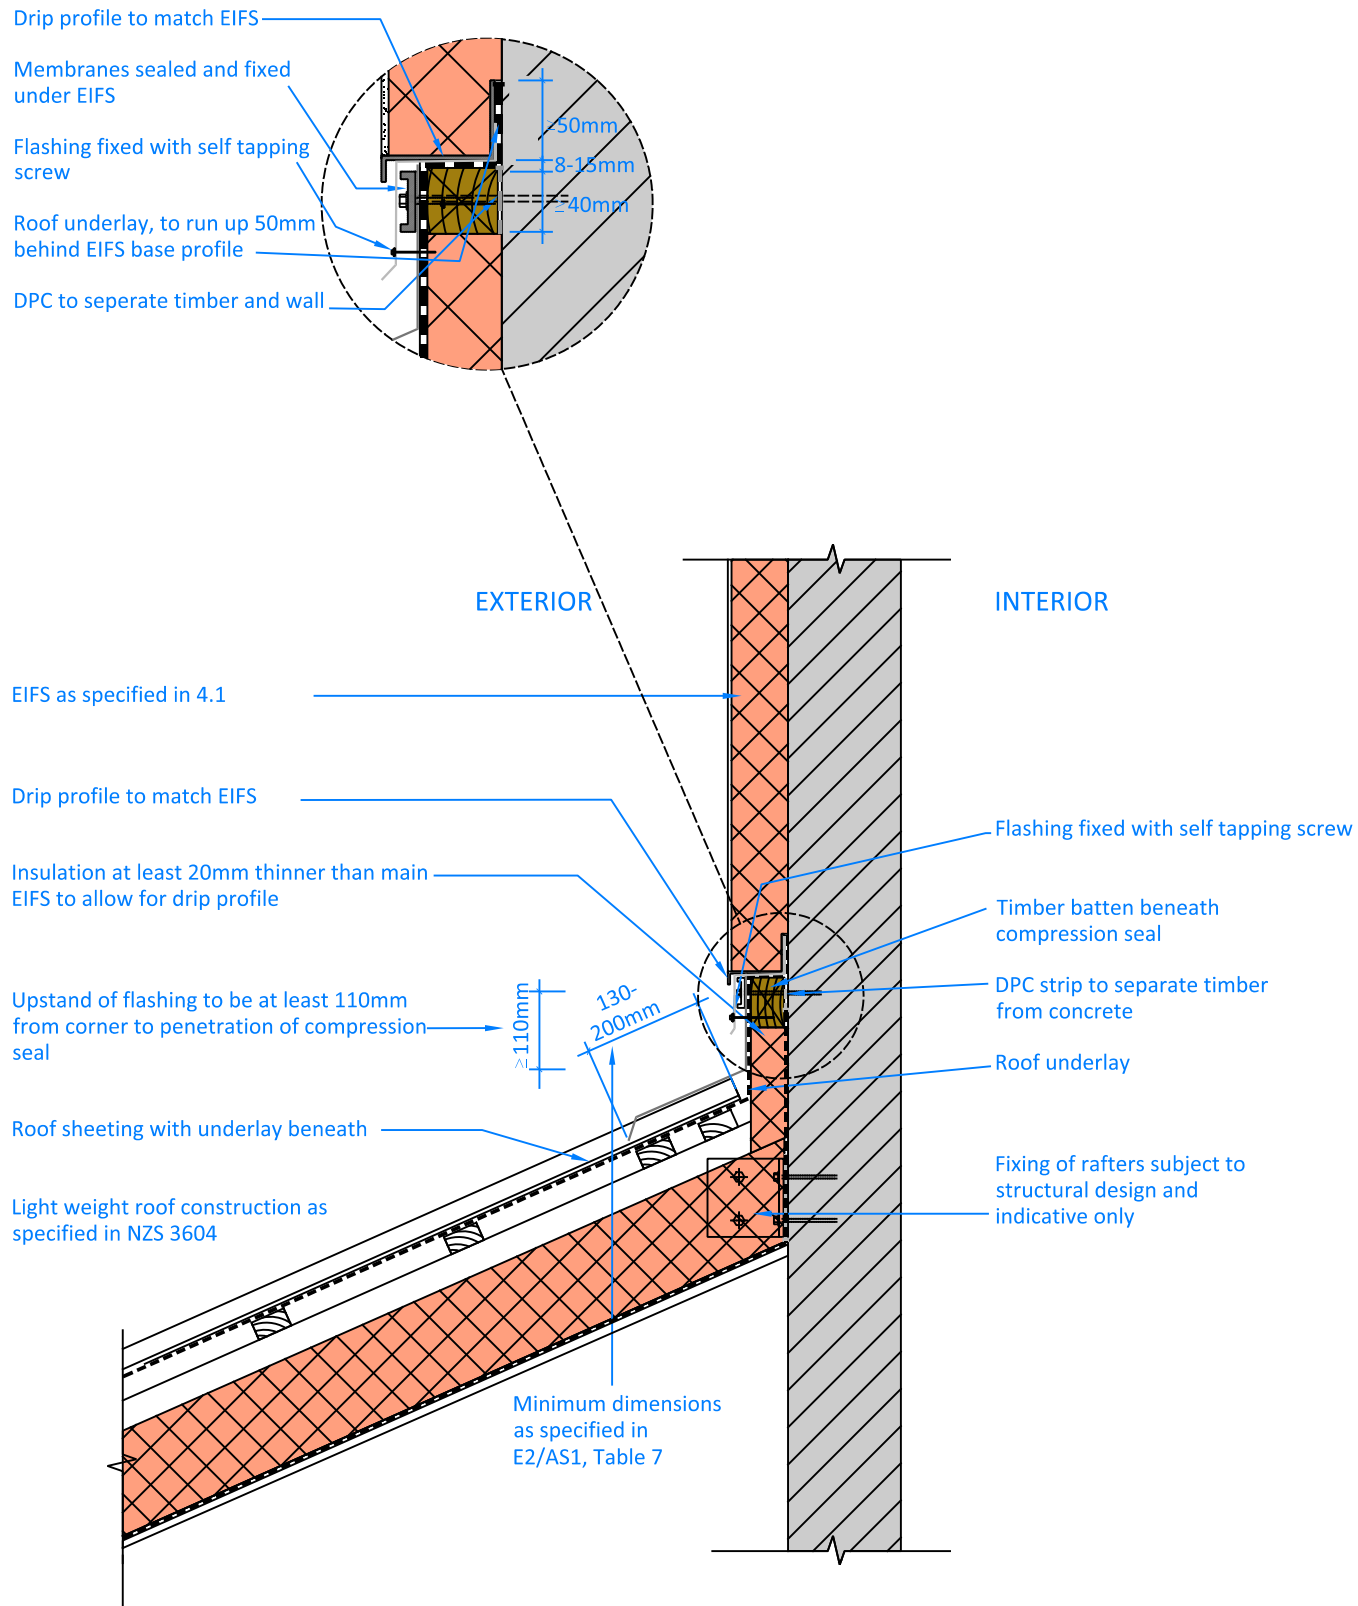 Drip profile to match EIFS
Membranes sealed and fixed
under EIFS
Flashing fixed with self tapping
screw
Roof underlay, to run up 50mm
behind EIFS base profile
DPC to seperate timber and wall
≥50mm
8-15mm
≥40mm
EXTERIOR
INTERIOR
EIFS as specified in 4.1
Drip profile to match EIFS
Insulation at least 20mm thinner than main
EIFS to allow for drip profile
Upstand of flashing to be at least 110mm
from corner to penetration of compression
seal
≥110mm
130-
200mm
Roof sheeting with underlay beneath
Light weight roof construction as
specified in NZS 3604
Flashing fixed with self tapping screw
Timber batten beneath
compression seal
DPC strip to separate timber
from concrete
Roof underlay
Fixing of rafters subject to
structural design and
indicative only
Minimum dimensions
as specified in
E2/AS1, Table 7